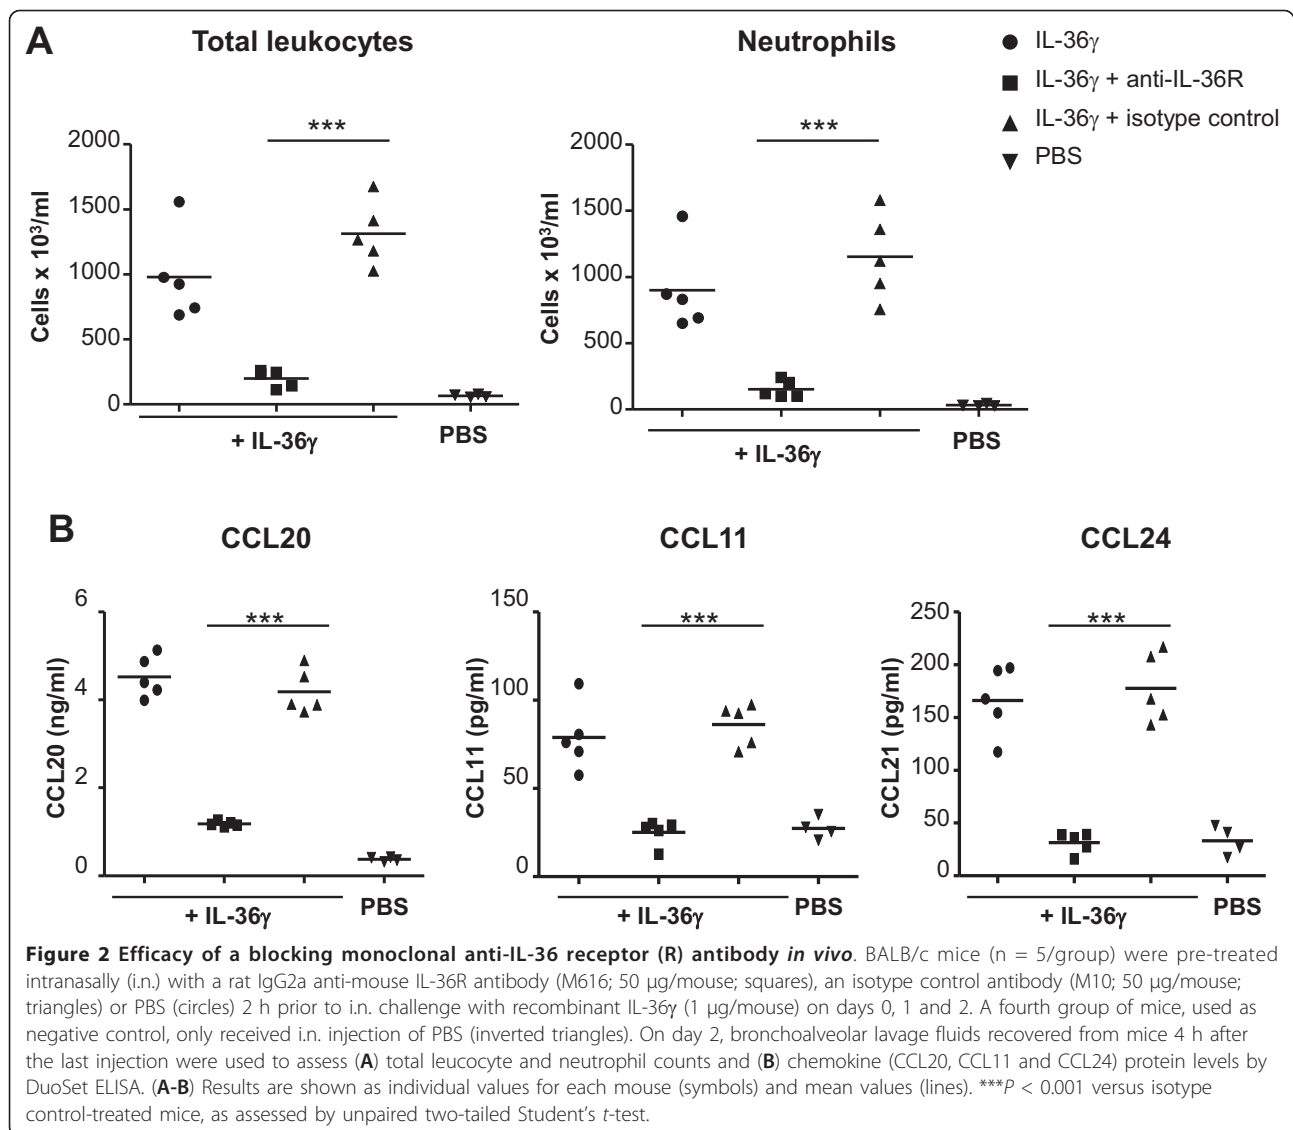 A
Total leukocytes
Neutrophils
IL-36γ
IL-36γ + anti-IL-36R
IL-36γ + isotype control
PBS
Cells x 10³/ml
2000
1500
1000
500
0
***
+ IL-36γ
PBS
Cells x 10³/ml
2000
1500
1000
500
0
***
+ IL-36γ
PBS
B
CCL20
CCL11
CCL24
CCL20 (ng/ml)
6
4
2
0
***
+ IL-36γ
PBS
CCL11 (pg/ml)
150
100
50
0
***
+ IL-36γ
PBS
CCL21 (pg/ml)
250
200
150
100
50
0
***
+ IL-36γ
PBS
Figure 2 Efficacy of a blocking monoclonal anti-IL-36 receptor (R) antibody in vivo. BALB/c mice (n = 5/group) were pre-treated
intranasally (i.n.) with a rat IgG2a anti-mouse IL-36R antibody (M616; 50 μg/mouse; squares), an isotype control antibody (M10; 50 μg/mouse;
triangles) or PBS (circles) 2 h prior to i.n. challenge with recombinant IL-36γ (1 μg/mouse) on days 0, 1 and 2. A fourth group of mice, used as
negative control, only received i.n. injection of PBS (inverted triangles). On day 2, bronchoalveolar lavage fluids recovered from mice 4 h after
the last injection were used to assess (A) total leucocyte and neutrophil counts and (B) chemokine (CCL20, CCL11 and CCL24) protein levels by
DuoSet ELISA. (A-B) Results are shown as individual values for each mouse (symbols) and mean values (lines). ***P < 0.001 versus isotype
control-treated mice, as assessed by unpaired two-tailed Student's t-test.